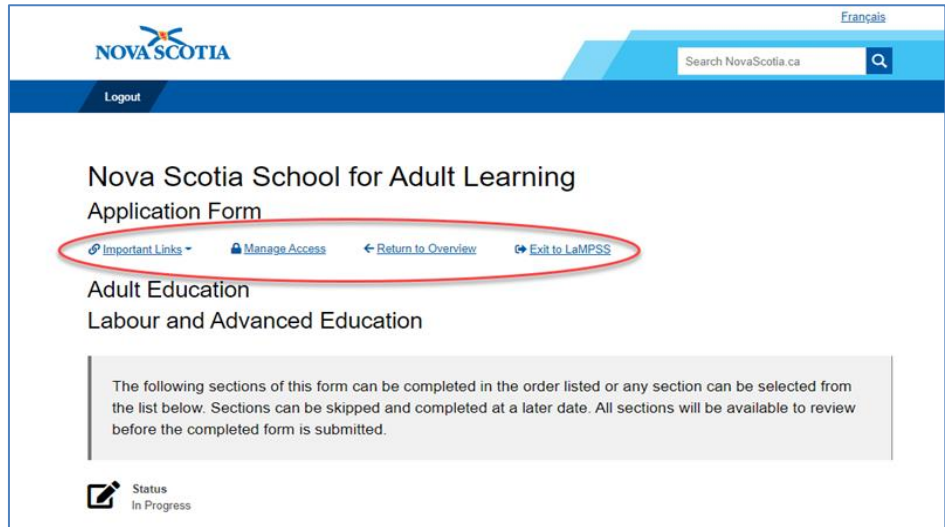 Français
NOVA SCOTIA
Search NovaScotia.ca
Logout
Nova Scotia School for Adult Learning
Application Form
Important Links Manage Access Return to Overview Exit to LaMPSS
Adult Education
Labour and Advanced Education
The following sections of this form can be completed in the order listed or any section can be selected from
the list below. Sections can be skipped and completed at a later date. All sections will be available to review
before the completed form is submitted.
Status
In Progress